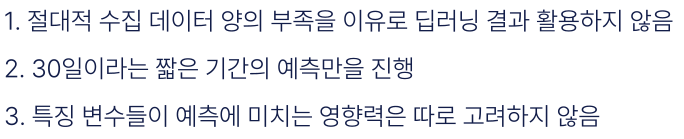 1. 절대적 수집 데이터 양의 부족을 이유로 딥러닝 결과 활용하지 않음
2. 30일이라는 짧은 기간의 예측만을 진행
3. 특징 변수들이 예측에 미치는 영향력은 따로 고려하지 않음